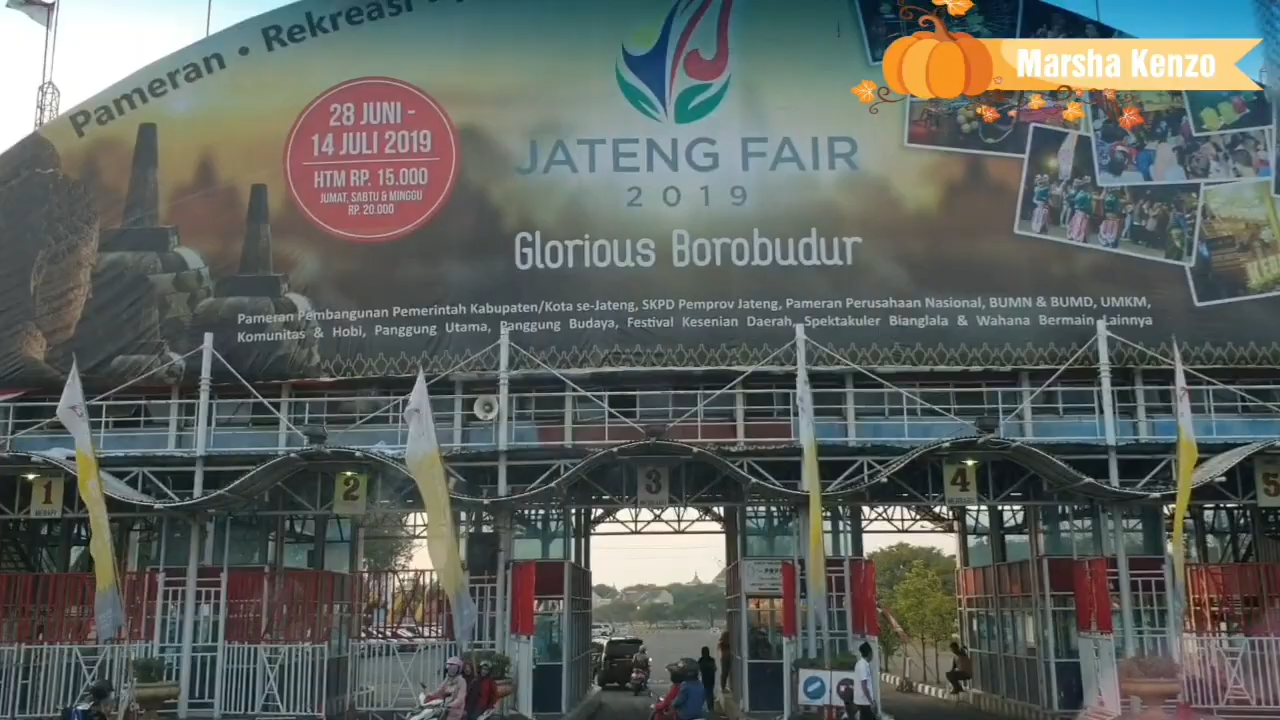 Pameran • Rekreasi
Marsha Kenzo
28 JUNI -
14 JULI 2019
HTM RP. 15.000
JUMAT, SABTU & MINGGU
RP. 20.000
JATENG FAIR
2019
Glorious Borobudur
Pameran Pembangunan Pemerintah Kabupaten/Kota se-Jateng, SKPD Pemprov Jateng, Pameran Perusahaan Nasional, BUMN & BUMD, UMKM,
Komunitas & Hobi, Panggung Utama, Panggung Budaya, Festival Kesenian Daerah, Spektakuler Bianglala & Wahana Bermain Lainnya
1
MERAPI
2
3
4
5
PRPP